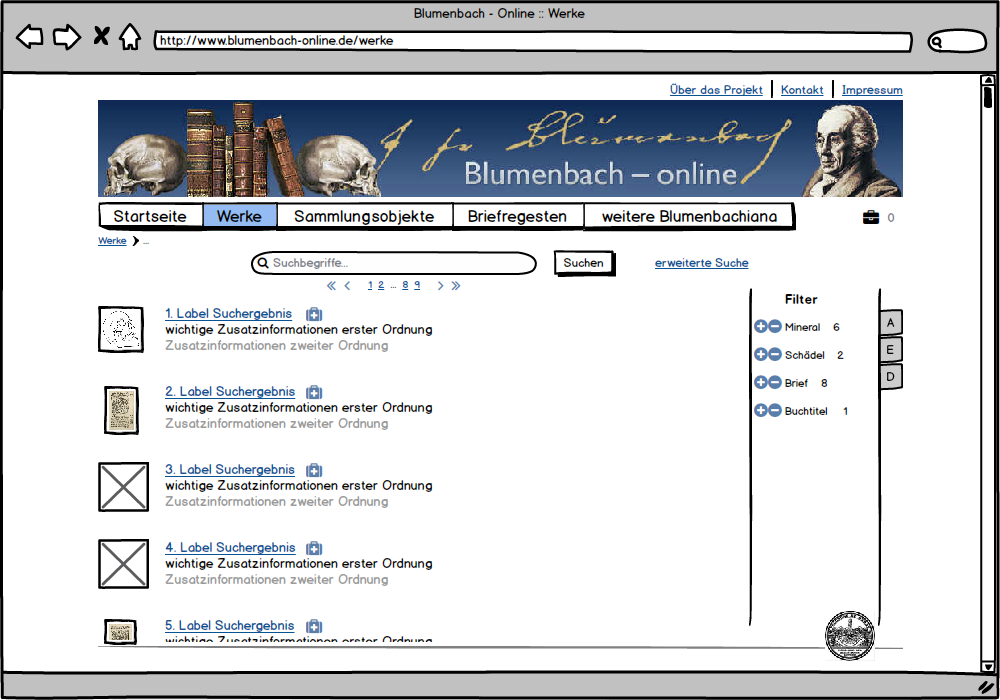 Blumenbach - Online :: Werke
http://www.blumenbach-online.de/werke
Über das Projekt Kontakt Impressum
Blumenbach
Blumenbach – online
Startseite Werke Sammlungsobjekte Briefregesten weitere Blumenbachiana 0
Werke ...
Suchbegriffe... Suchen erweiterte Suche
1 2 ... 8 9
1. Label Suchergebnis
wichtige Zusatzinformationen erster Ordnung
Zusatzinformationen zweiter Ordnung
2. Label Suchergebnis
wichtige Zusatzinformationen erster Ordnung
Zusatzinformationen zweiter Ordnung
3. Label Suchergebnis
wichtige Zusatzinformationen erster Ordnung
Zusatzinformationen zweiter Ordnung
4. Label Suchergebnis
wichtige Zusatzinformationen erster Ordnung
Zusatzinformationen zweiter Ordnung
5. Label Suchergebnis
wichtige Zusatzinformationen erster Ordnung
Filter
Mineral 6
Schädel 2
Brief 8
Buchtitel 1
A
E
D